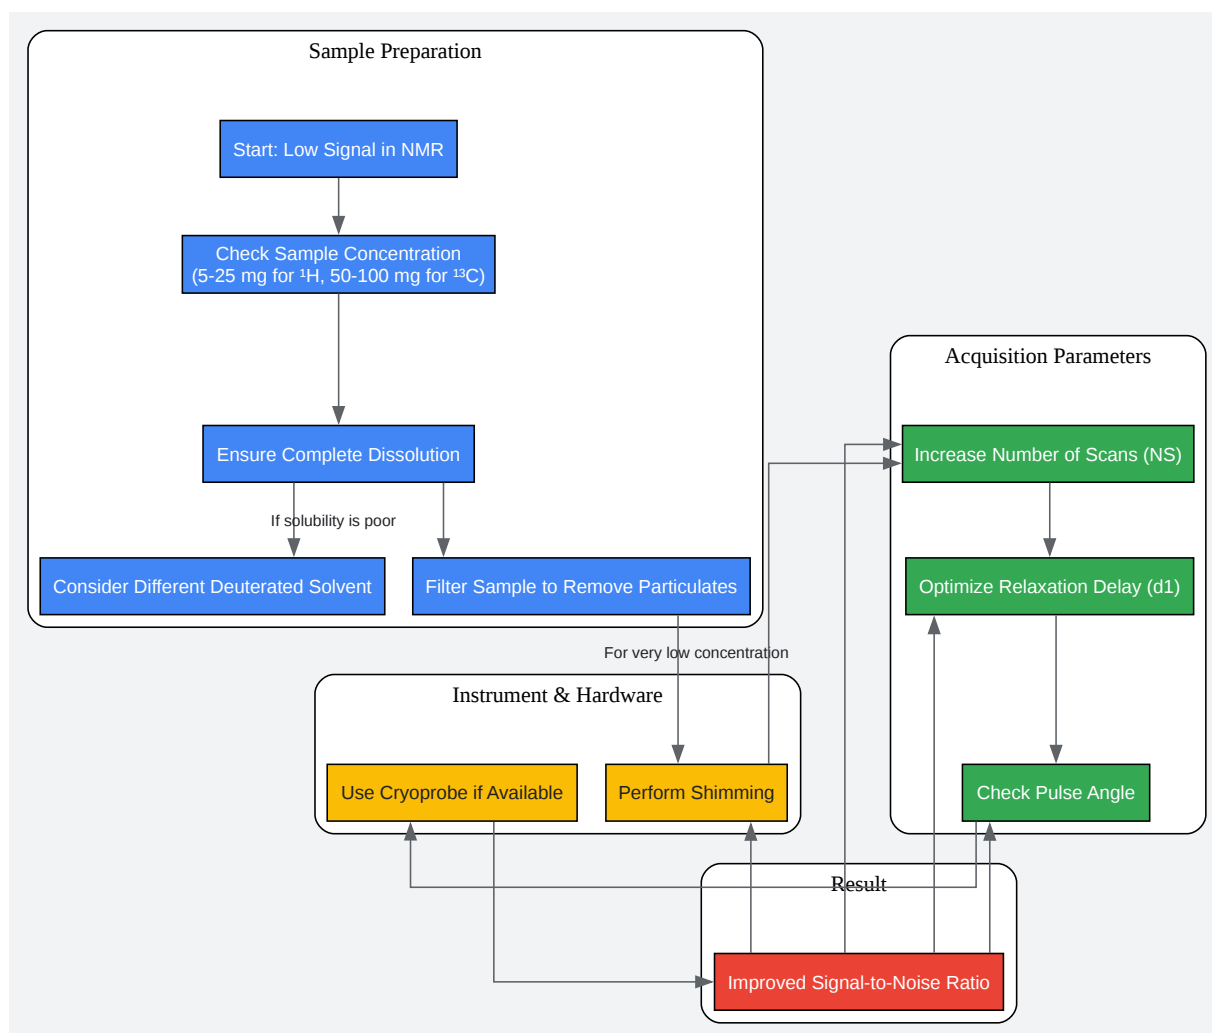 Sample Preparation
Start: Low Signal in NMR
Check Sample Concentration
(5-25 mg for ¹H, 50-100 mg for ¹³C)
Ensure Complete Dissolution
If solubility is poor
Consider Different Deuterated Solvent
Filter Sample to Remove Particulates
For very low concentration
Instrument & Hardware
Use Cryoprobe if Available
Perform Shimming
Acquisition Parameters
Increase Number of Scans (NS)
Optimize Relaxation Delay (d1)
Check Pulse Angle
Result
Improved Signal-to-Noise Ratio